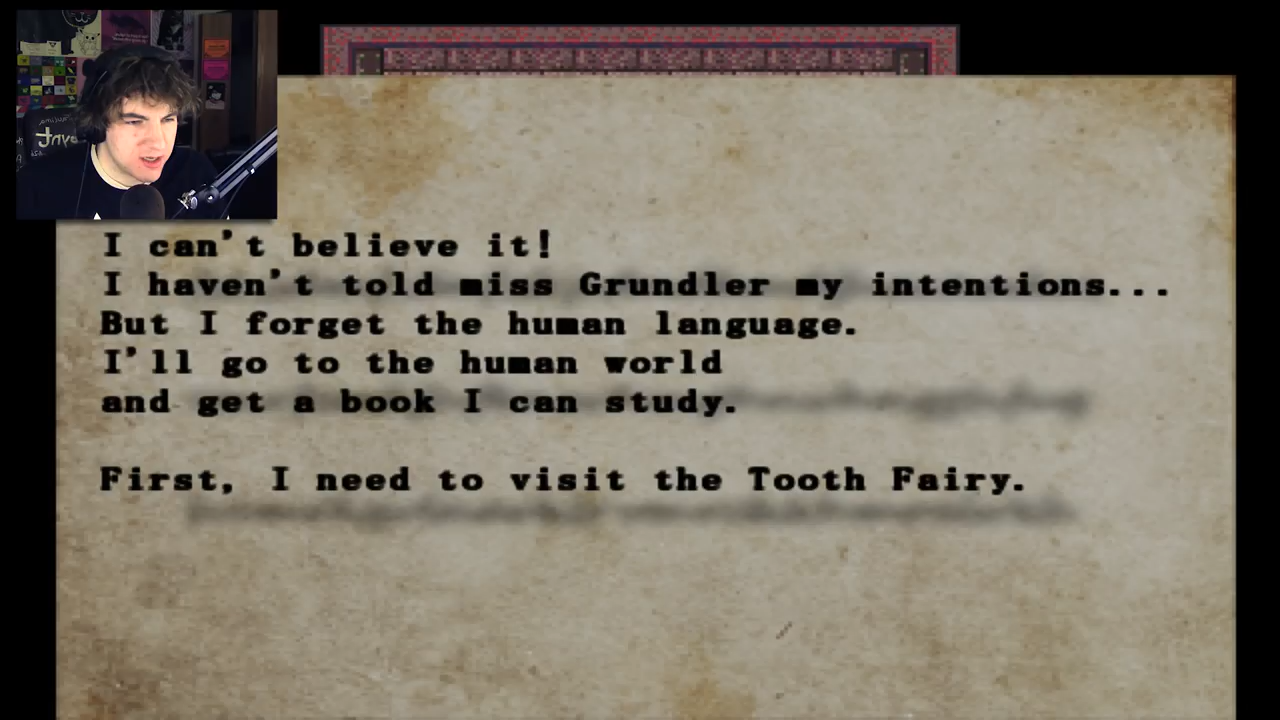 I can't believe it!
I haven't told miss Grundler my intentions...
But I forget the human language.
I'll go to the human world
and get a book I can study.
First, I need to visit the Tooth Fairy.